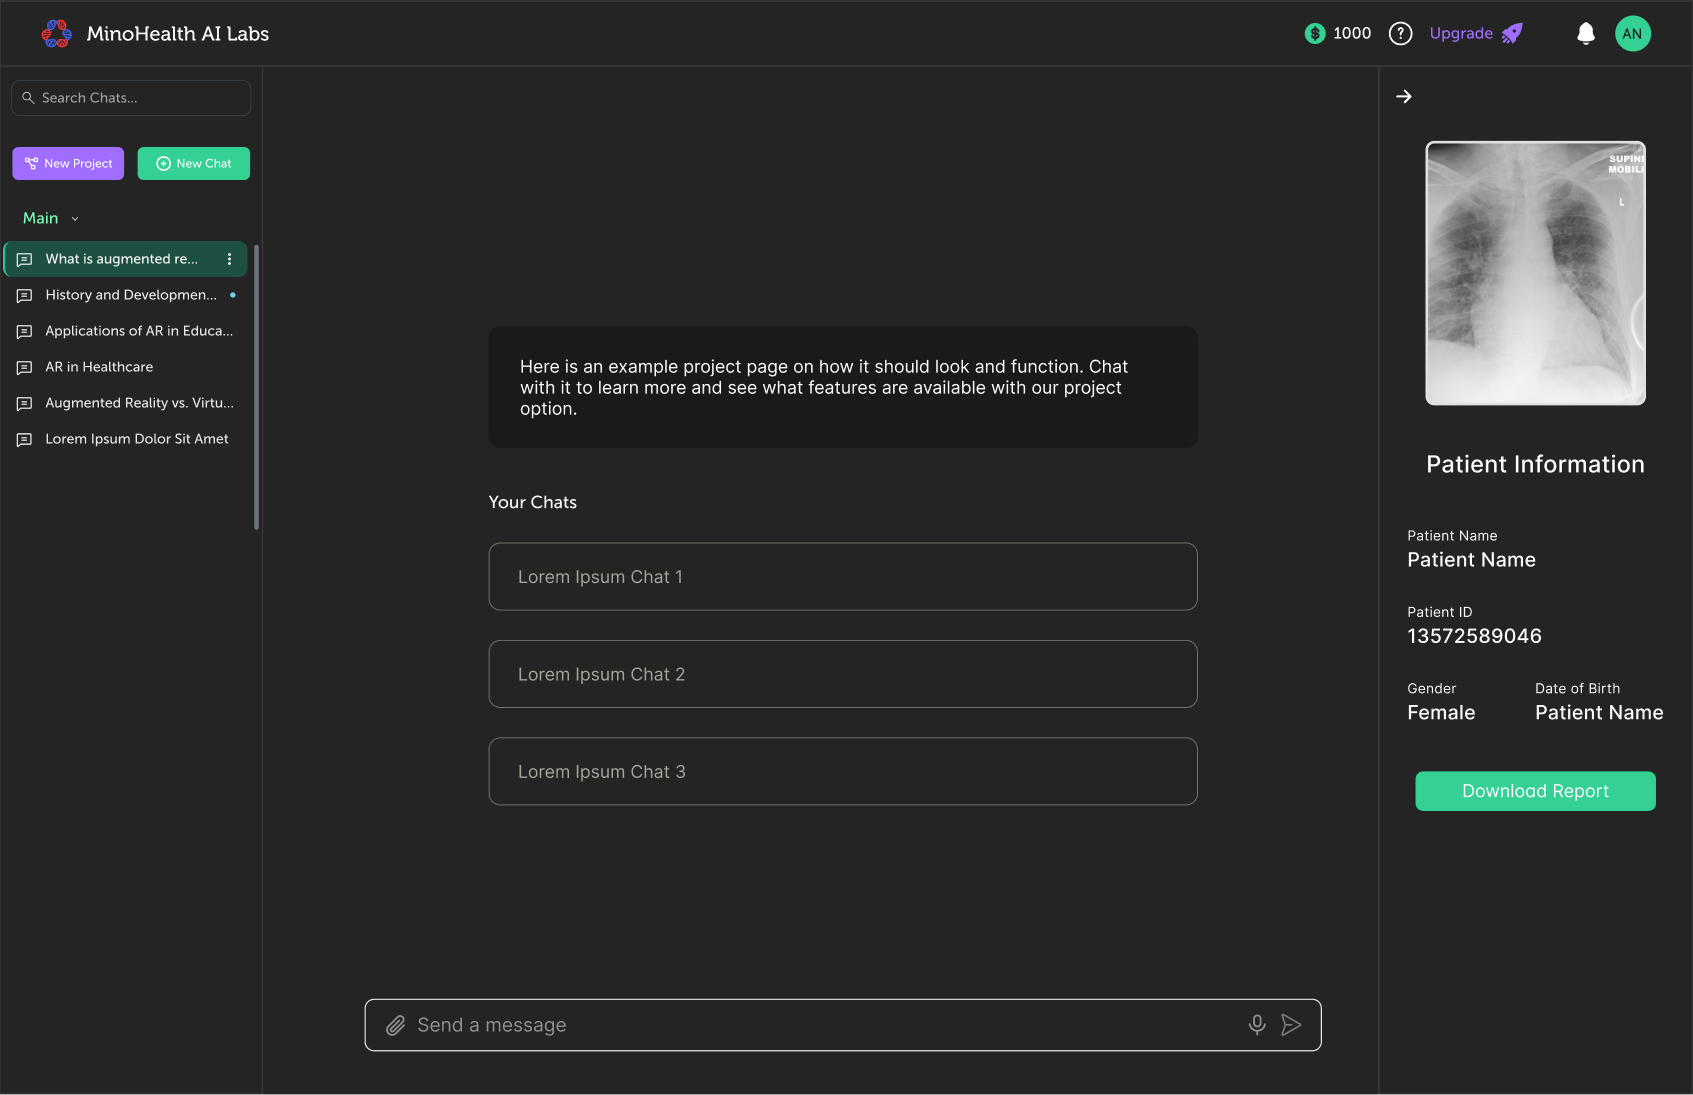 MinoHealth AI Labs
$ 1000 ? Upgrade AN
Search Chats...
New Project
New Chat
Main
What is augmented re...
History and Developmen...
Applications of AR in Educa...
AR in Healthcare
Augmented Reality vs. Virtu...
Lorem Ipsum Dolor Sit Amet
Here is an example project page on how it should look and function. Chat
with it to learn more and see what features are available with our project
option.
Your Chats
Lorem Ipsum Chat 1
Lorem Ipsum Chat 2
Lorem Ipsum Chat 3
Send a message
SUPINE
MOBILE
L
Patient Information
Patient Name
Patient Name
Patient ID
13572589046
Gender
Female
Date of Birth
Patient Name
Download Report